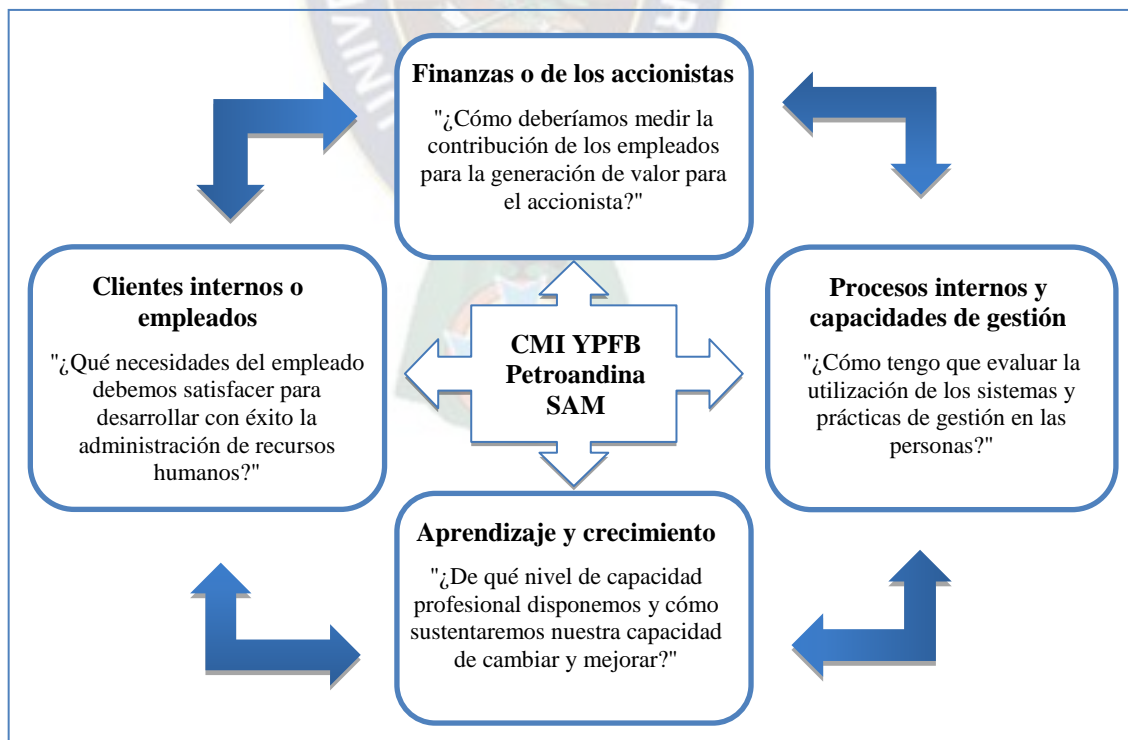 Finanzas o de los accionistas
"¿Cómo deberíamos medir la
contribución de los empleados
para la generación de valor para
el accionista?"
Clientes internos o
empleados
"¿Qué necesidades del empleado
debemos satisfacer para
desarrollar con éxito la
administración de recursos
humanos?"
CMI YPFB
Petroandina
SAM
Procesos internos y
capacidades de gestión
"¿Cómo tengo que evaluar la
utilización de los sistemas y
prácticas de gestión en las
personas?"
Aprendizaje y crecimiento
"¿De qué nivel de capacidad
profesional disponemos y cómo
sustentaremos nuestra capacidad
de cambiar y mejorar?"